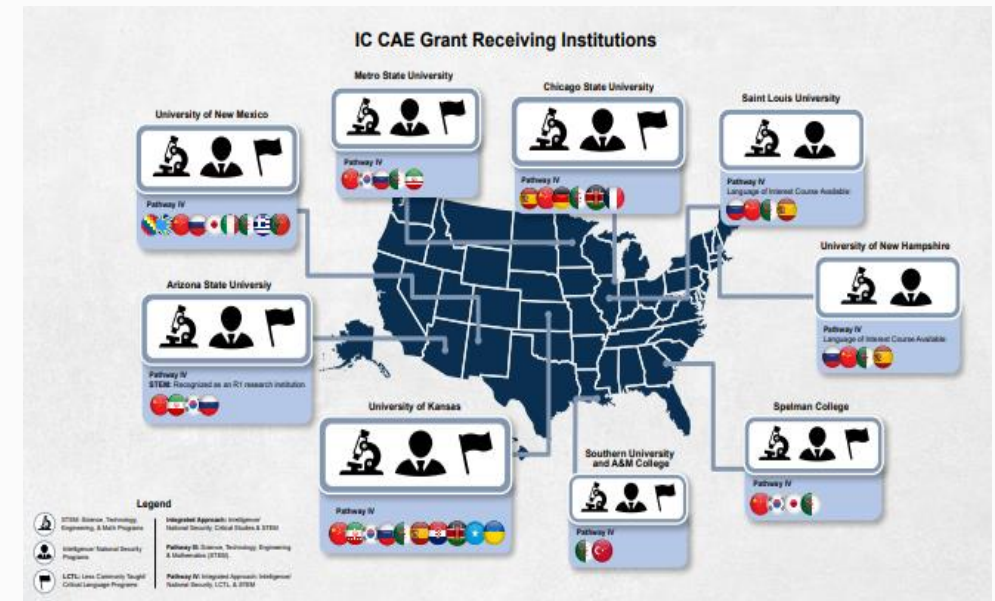 IC CAE Grant Receiving Institutions
Metro State University
Pathway IV
Chicago State University
Pathway IV
Saint Louis University
Pathway IV
Language of Interest Course Available:
University of New Mexico
Pathway IV
University of New Hampshire
Pathway IV
Language of Interest Course Available:
Arizona State Universiy
Pathway IV
STEM: Recognized as an R1 research institution
University of Kansas
Pathway IV
Southern University
and A&M College
Pathway IV
Spelman College
Pathway IV
Legend
STEM: Science, Technology,
Engineering, & Math Programs
Intelligence/ National Security
Programs
LCTL: Less Commonly Taught/
Critical Language Programs
Integrated Approach: Intelligence/
National Security, Critical Studies & STEM
Pathway III: Science, Technology, Engineering
& Mathematics (STEM).
Pathway IV: Integrated Approach: Intelligence/
National Security, LCTL, & STEM